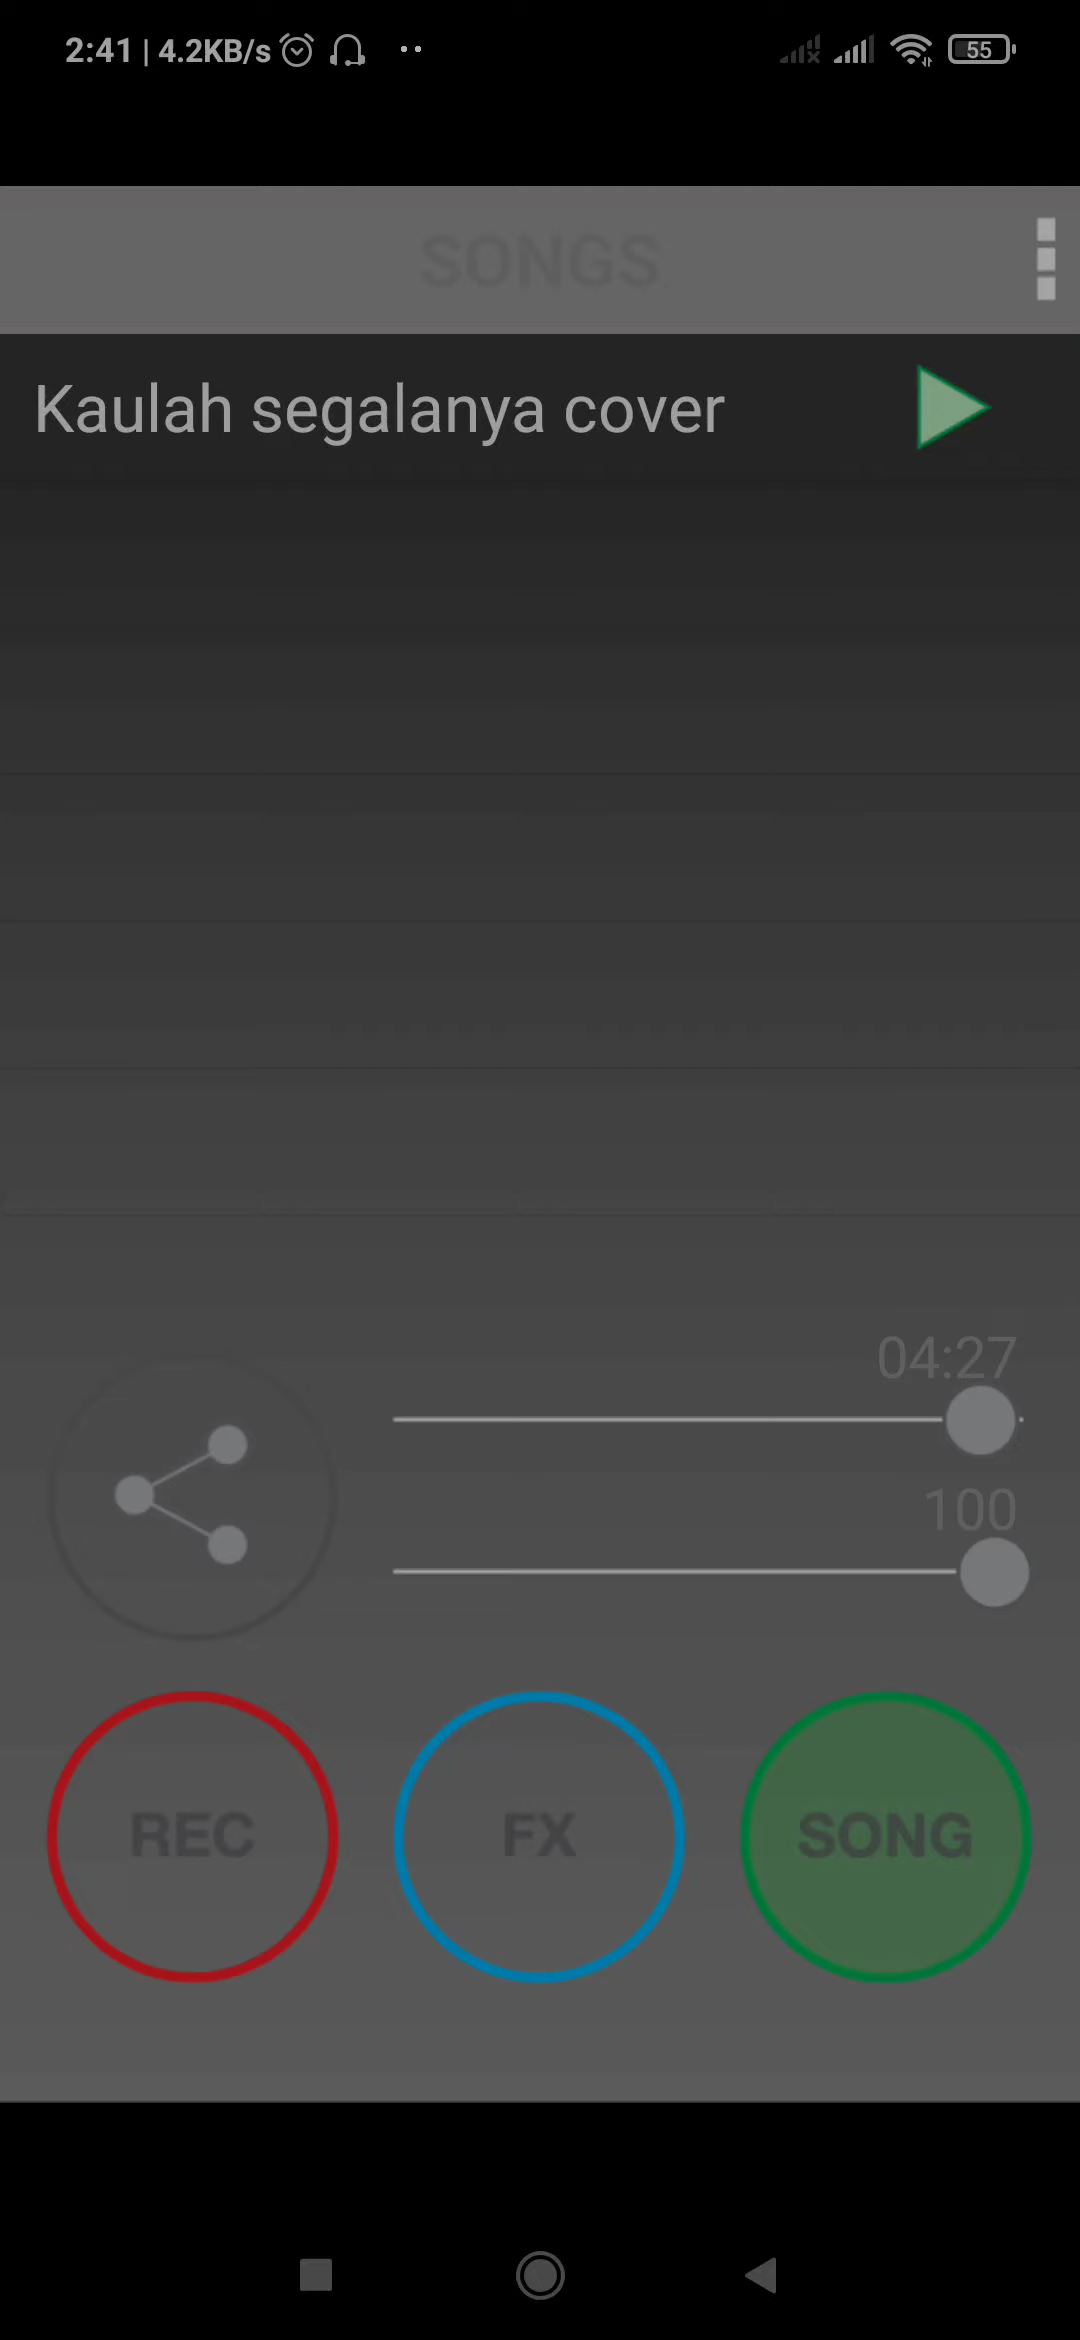 2:41 | 4.2KB/s 55
SONGS
Kaulah segalanya cover
04:27
100
REC FX SONG